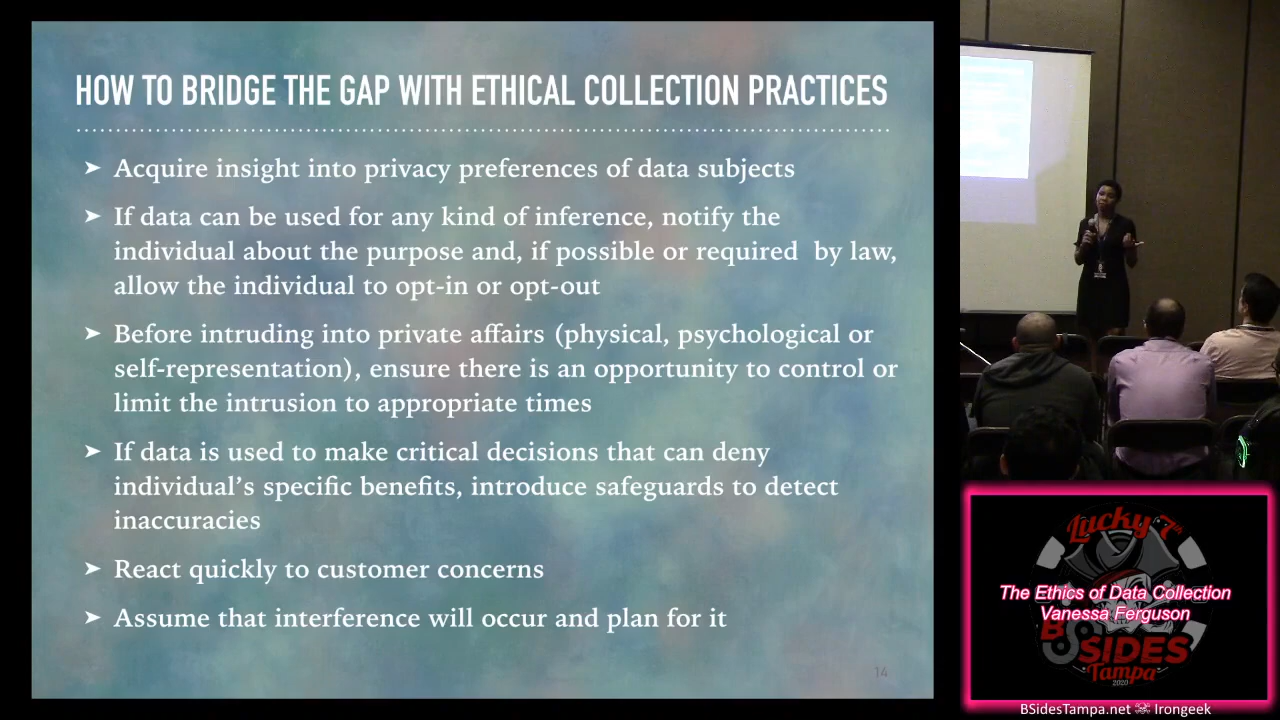 HOW TO BRIDGE THE GAP WITH ETHICAL COLLECTION PRACTICES
➤ Acquire insight into privacy preferences of data subjects
➤ If data can be used for any kind of inference, notify the
individual about the purpose and, if possible or required by law,
allow the individual to opt-in or opt-out
➤ Before intruding into private affairs (physical, psychological or
self-representation), ensure there is an opportunity to control or
limit the intrusion to appropriate times
➤ If data is used to make critical decisions that can deny
individual’s specific benefits, introduce safeguards to detect
inaccuracies
➤ React quickly to customer concerns
➤ Assume that interference will occur and plan for it
14
Lucky 7th
The Ethics of Data Collection
Vanessa Ferguson
B SIDES
Tampa
2020
BSidesTampa.net Irongeek